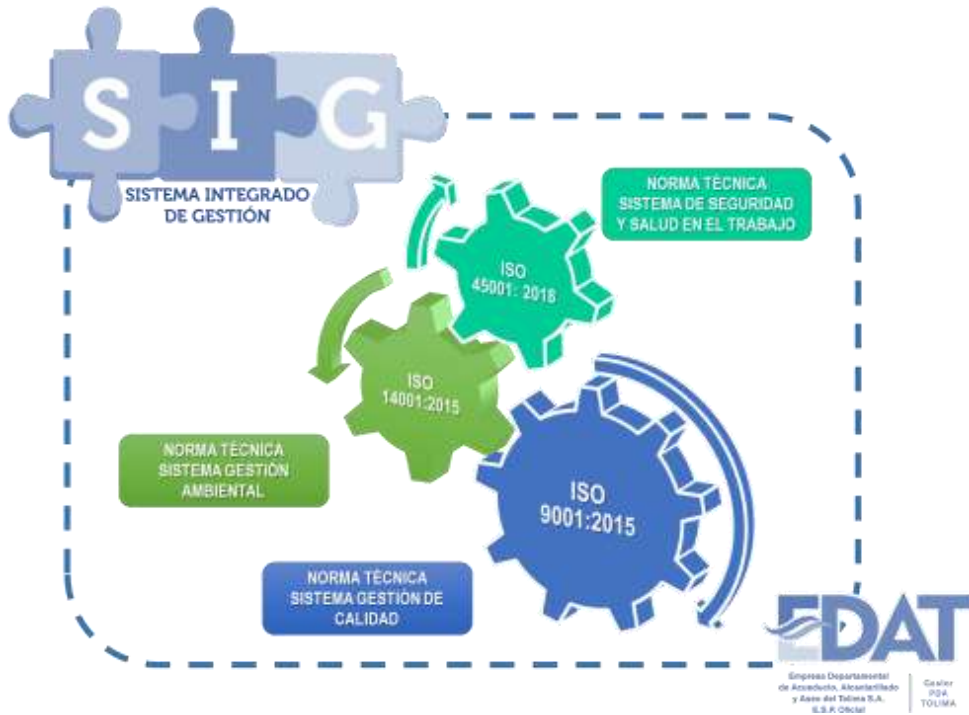 SIG
SISTEMA INTEGRADO
DE GESTIÓN
NORMA TÉCNICA
SISTEMA DE SEGURIDAD
Y SALUD EN EL TRABAJO
ISO
45001: 2018
ISO
14001:2015
NORMA TÉCNICA
SISTEMA GESTIÓN
AMBIENTAL
ISO
9001:2015
NORMA TÉCNICA
SISTEMA GESTIÓN DE
CALIDAD
EDAT
Empresa Departamental
de Acueducto, Alcantarillado
y Aseo del Tolima S.A.
E.S.P. Oficial
Gestor
PDA
TOLIMA